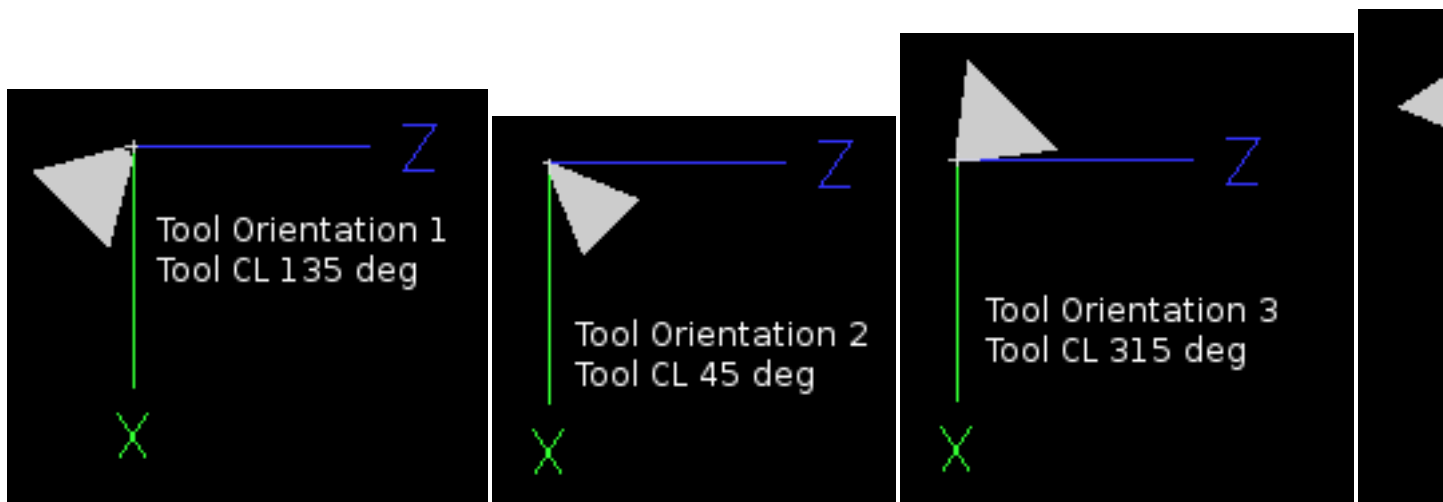 Z
Tool Orientation 1
Tool CL 135 deg
X
Z
Tool Orientation 2
Tool CL 45 deg
X
Z
Tool Orientation 3
Tool CL 315 deg
X